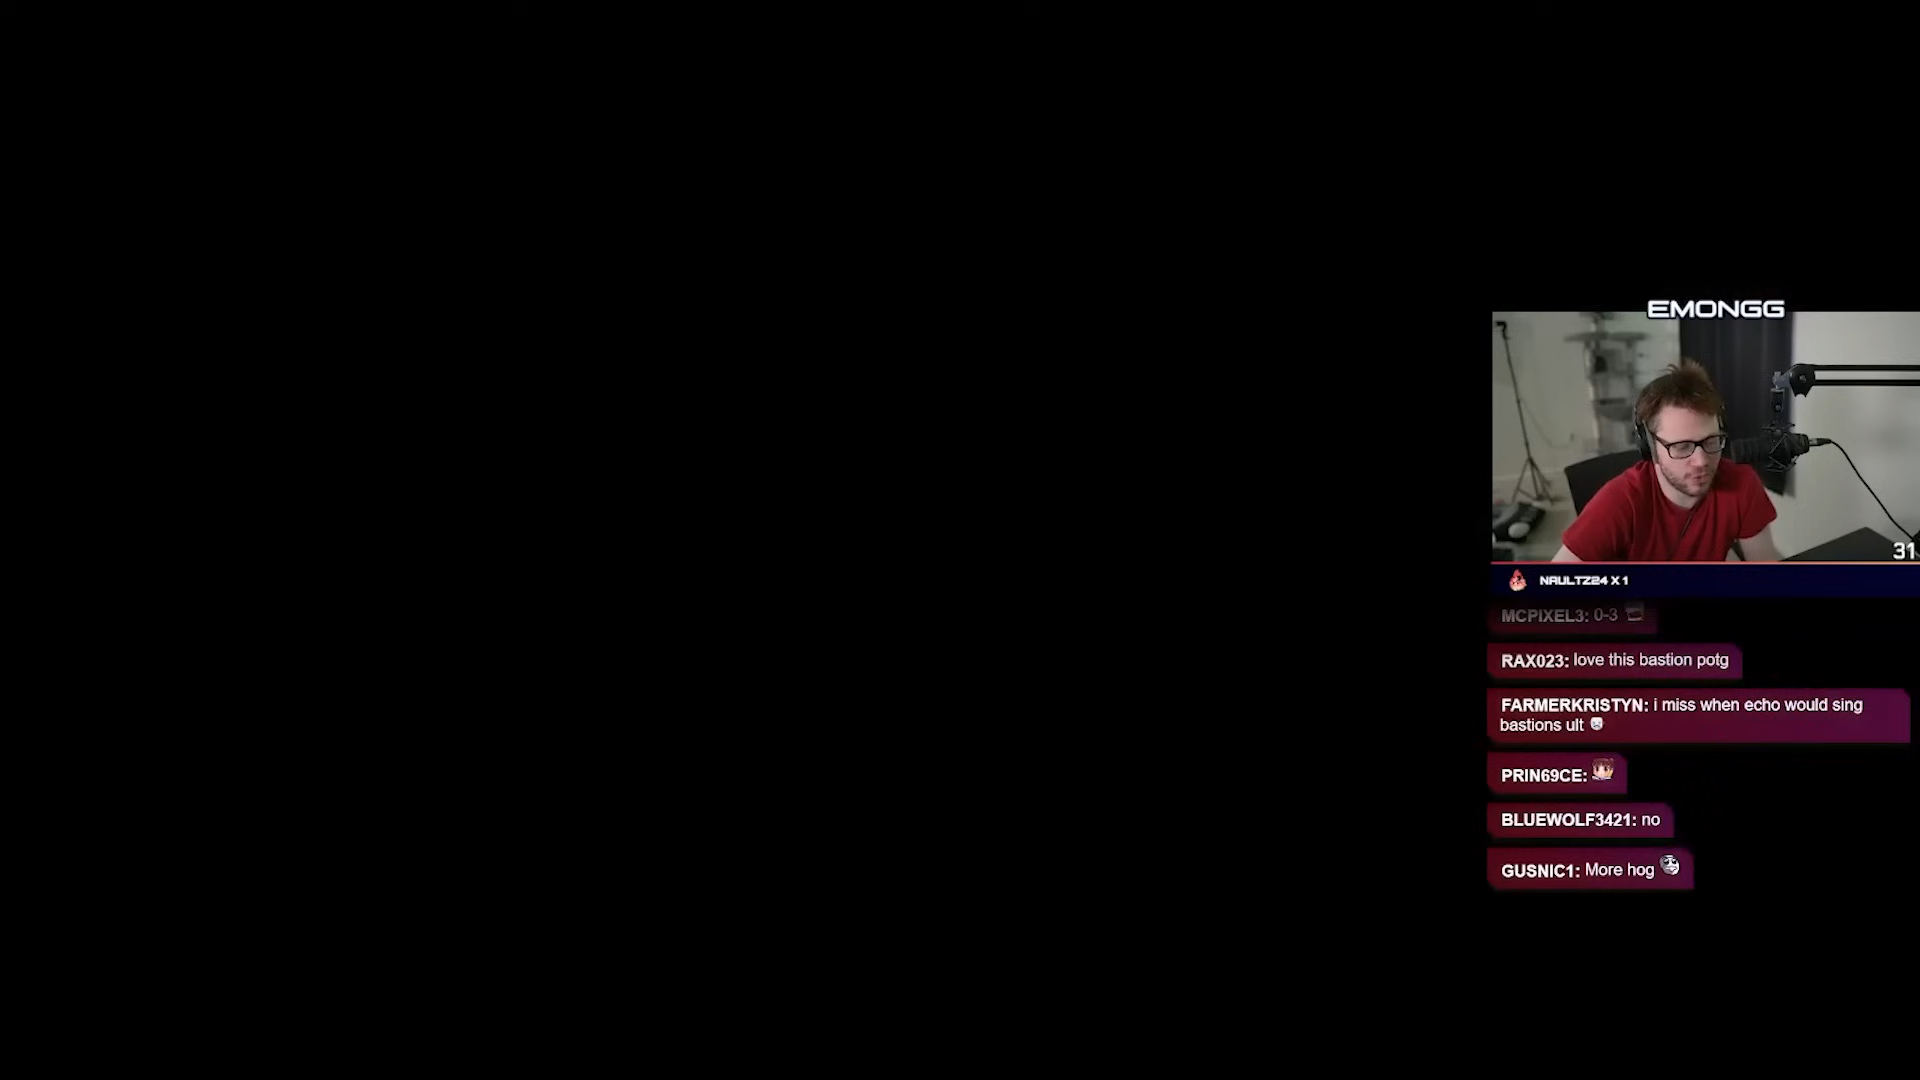 EMONGG
31
NAULTZ24 X 1
MCPIXEL3: 0-3
RAX023: love this bastion potg
FARMERKRISTYN: i miss when echo would sing
bastions ult
PRIN69CE:
BLUEWOLF3421: no
GUSNIC1: More hog